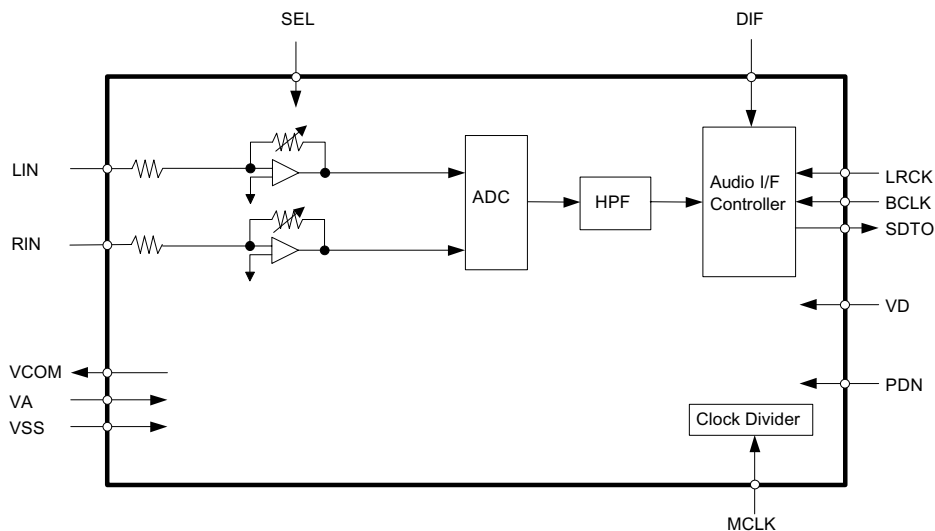 SEL
DIF
LIN
ADC
HPF
Audio I/F
Controller
LRCK
BCLK
SDTO
RIN
VD
VCOM
VA
VSS
PDN
Clock Divider
MCLK